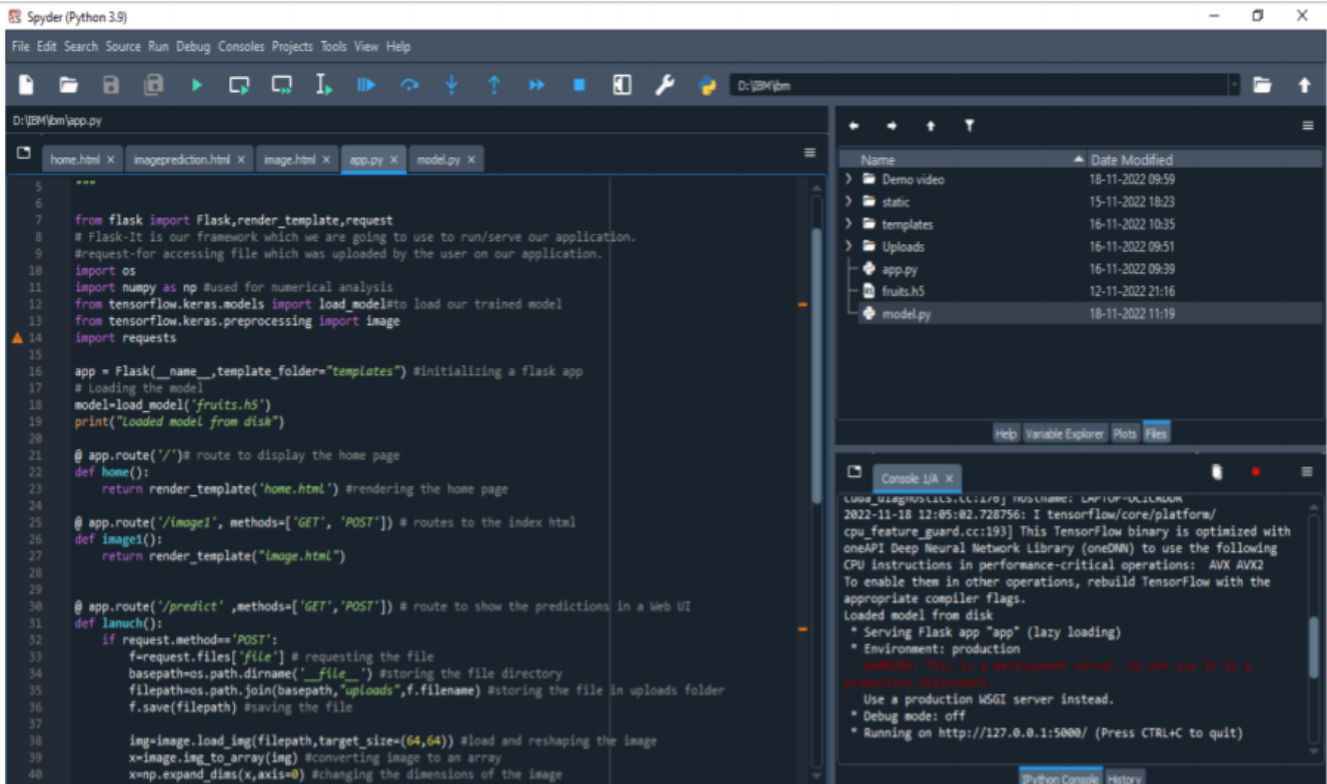 Spyder (Python 3.9)
File Edit Search Source Run Debug Consoles Projects Tools View Help
D:\IBM\ibm
D:\IBM\ibm\app.py
home.html
imageprediction.html
image.html
app.py
model.py
5 """
6
7 from flask import Flask,render_template,request
8 # Flask-It is our framework which we are going to use to run/serve our application.
9 #request-for accessing file which was uploaded by the user on our application.
10 import os
11 import numpy as np #used for numerical analysis
12 from tensorflow.keras.models import load_model#to load our trained model
13 from tensorflow.keras.preprocessing import image
14 import requests
15
16 app = Flask(__name__,template_folder="templates") #initializing a flask app
17 # Loading the model
18 model=load_model('fruits.h5')
19 print("Loaded model from disk")
20
21 @ app.route('/')# route to display the home page
22 def home():
23 return render_template('home.html') #rendering the home page
24
25 @ app.route('/image1', methods=['GET', 'POST']) # routes to the index html
26 def image1():
27 return render_template("image.html")
28
29
30 @ app.route('/predict' ,methods=['GET','POST']) # route to show the predictions in a Web UI
31 def lanuch():
32 if request.method=='POST':
33 f=request.files['file'] # requesting the file
34 basepath=os.path.dirname('__file__') #storing the file directory
35 filepath=os.path.join(basepath,"uploads",f.filename) #storing the file in uploads folder
36 f.save(filepath) #saving the file
37
38 img=image.load_img(filepath,target_size=(64,64)) #load and reshaping the image
39 x=image.img_to_array(img) #converting image to an array
40 x=np.expand_dims(x,axis=0) #changing the dimensions of the image
Name Date Modified
Demo video 18-11-2022 09:59
static 15-11-2022 18:23
templates 16-11-2022 10:35
Uploads 16-11-2022 09:51
app.py 16-11-2022 09:39
fruits.h5 12-11-2022 21:16
model.py 18-11-2022 11:19
Help Variable Explorer Plots Files
Console 1/A
2022-11-18 12:05:02.728756: I tensorflow/core/platform/
cpu_feature_guard.cc:193] This TensorFlow binary is optimized with
oneAPI Deep Neural Network Library (oneDNN) to use the following
CPU instructions in performance-critical operations: AVX AVX2
To enable them in other operations, rebuild TensorFlow with the
appropriate compiler flags.
Loaded model from disk
* Serving Flask app "app" (lazy loading)
* Environment: production
WARNING: This is a development server. Do not use it in a
production deployment.
Use a production WSGI server instead.
* Debug mode: off
* Running on http://127.0.0.1:5000/ (Press CTRL+C to quit)
IPython Console History